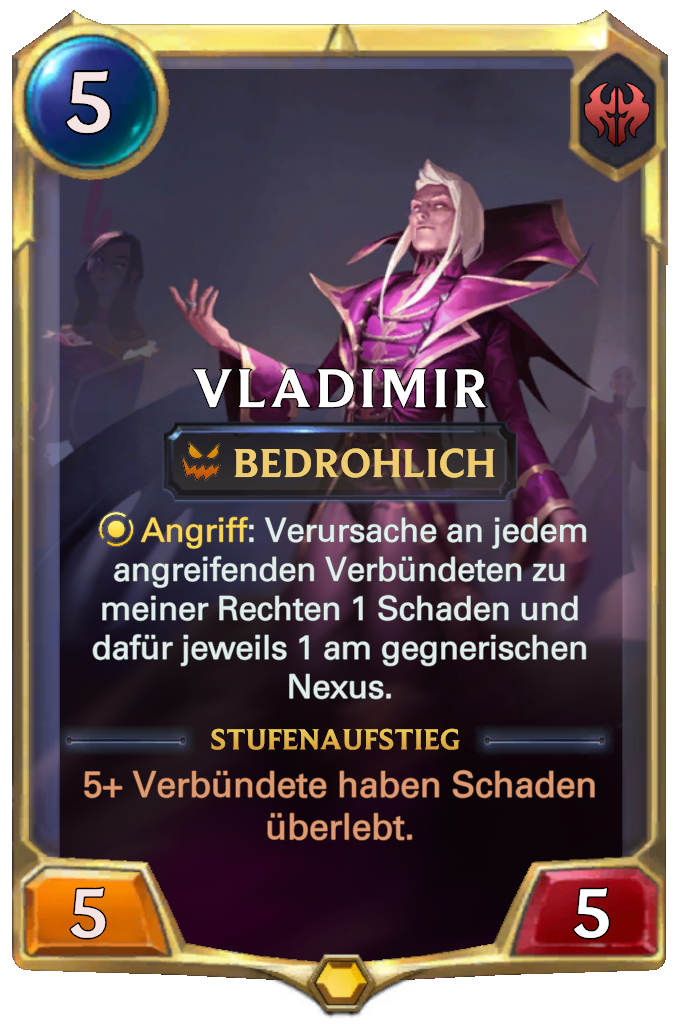 5
VLADIMIR
BEDROHLICH
Angriff: Verursache an jedem
angreifenden Verbündeten zu
meiner Rechten 1 Schaden und
dafür jeweils 1 am gegnerischen
Nexus.
STUFENAUFSTIEG
5+ Verbündete haben Schaden
überlebt.
5 5